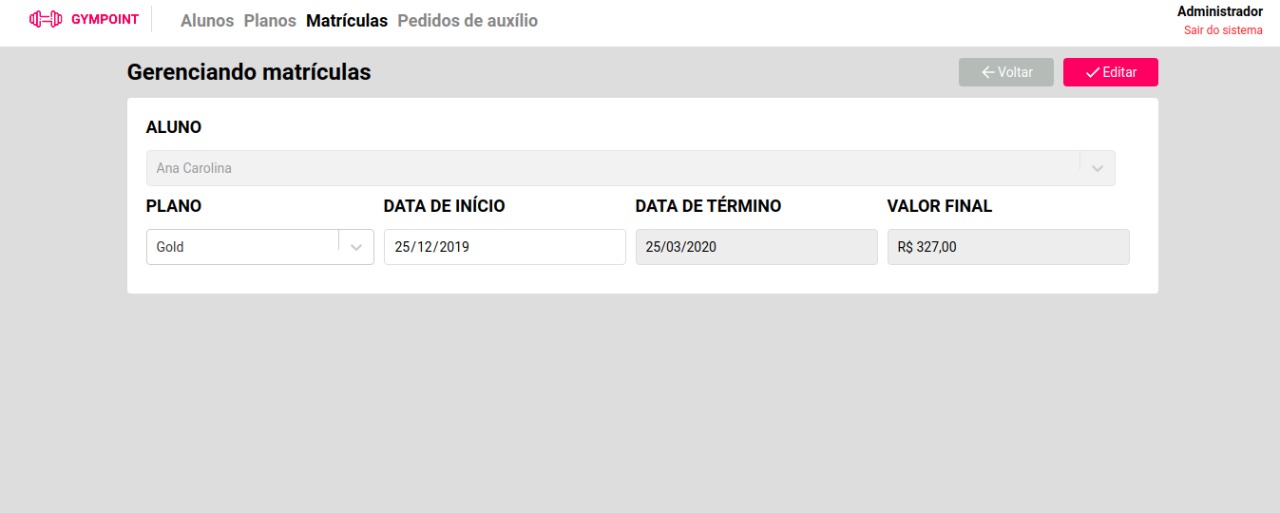 GYMPOINT Alunos Planos Matrículas Pedidos de auxílio Administrador
Sair do sistema
Gerenciando matrículas Voltar Editar
ALUNO
Ana Carolina
PLANO DATA DE INÍCIO DATA DE TÉRMINO VALOR FINAL
Gold 25/12/2019 25/03/2020 R$ 327,00